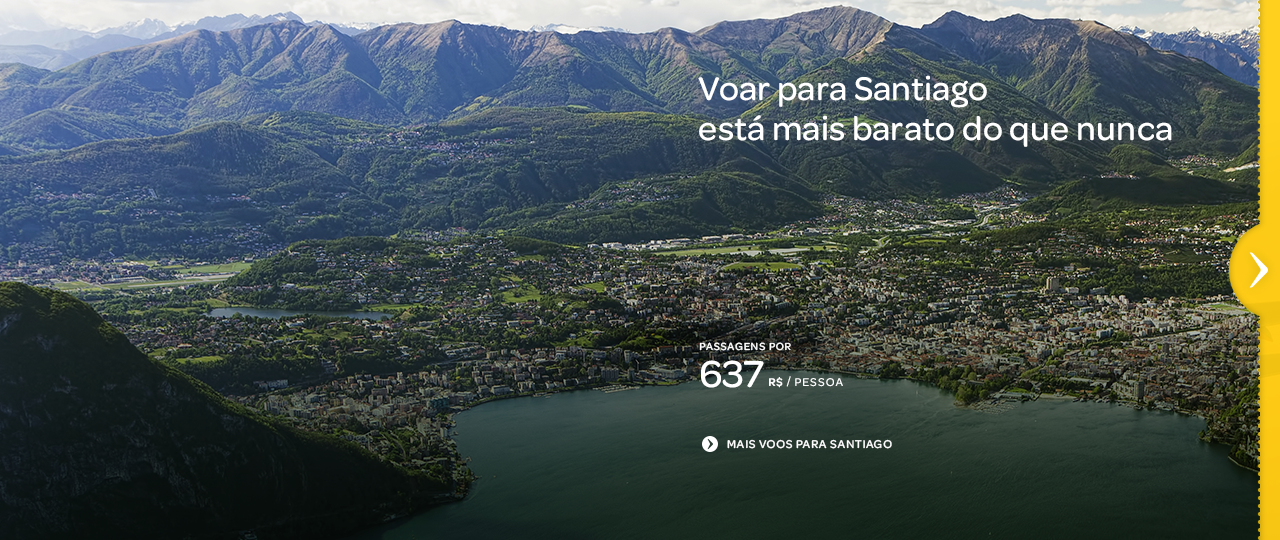 Voar para Santiago
está mais barato do que nunca
PASSAGENS POR
637 R$ / PESSOA
MAIS VOOS PARA SANTIAGO